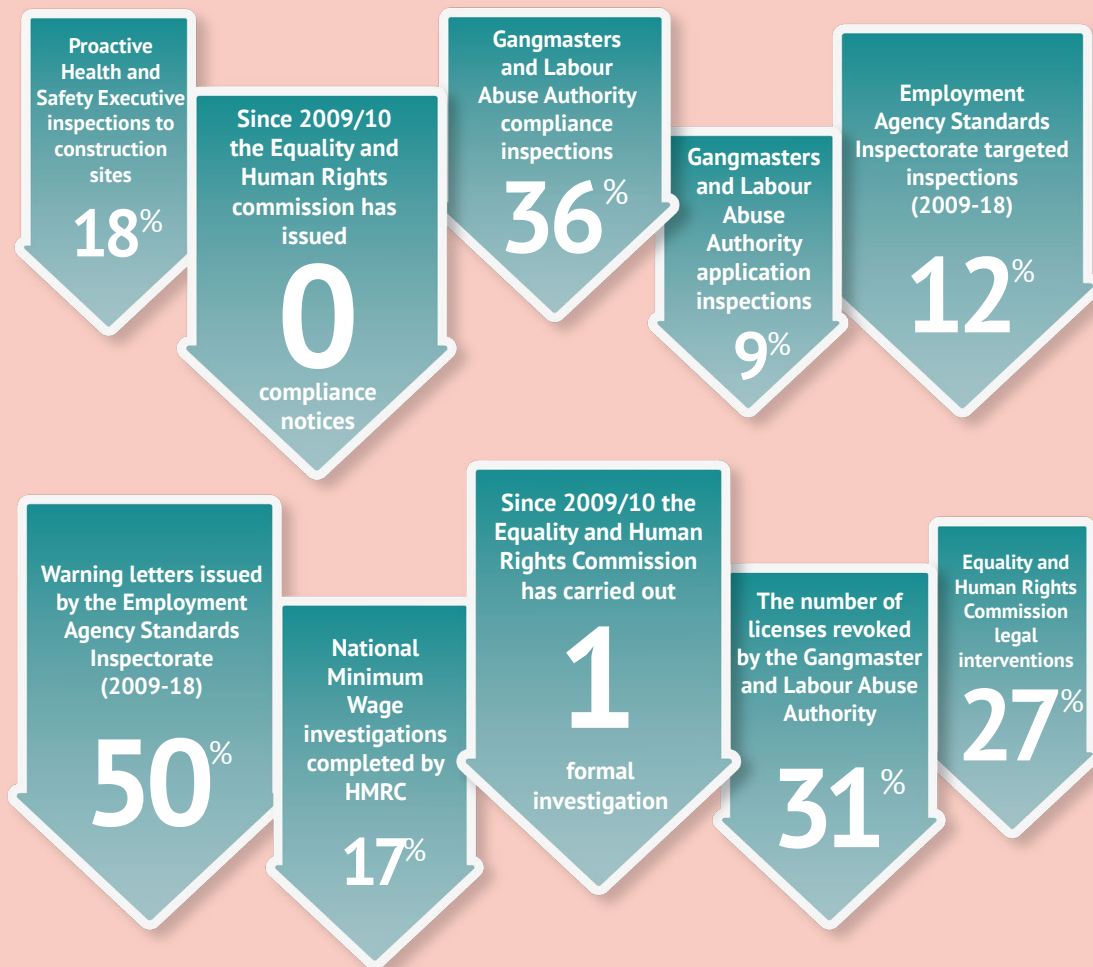 Proactive
Health and
Safety Executive
inspections to
construction
sites
18%
Since 2009/10
the Equality and
Human Rights
commission has
issued
0
compliance
notices
Gangmasters
and Labour
Abuse Authority
compliance
inspections
36%
Gangmasters
and Labour
Abuse
Authority
application
inspections
9%
Employment
Agency Standards
Inspectorate targeted
inspections
(2009-18)
12%
Warning letters issued
by the Employment
Agency Standards
Inspectorate
(2009-18)
50%
National
Minimum
Wage
investigations
completed by
HMRC
17%
Since 2009/10 the
Equality and Human
Rights Commission
has carried out
1
formal
investigation
The number of
licenses revoked
by the Gangmaster
and Labour Abuse
Authority
31%
Equality and
Human Rights
Commission
legal
interventions
27%